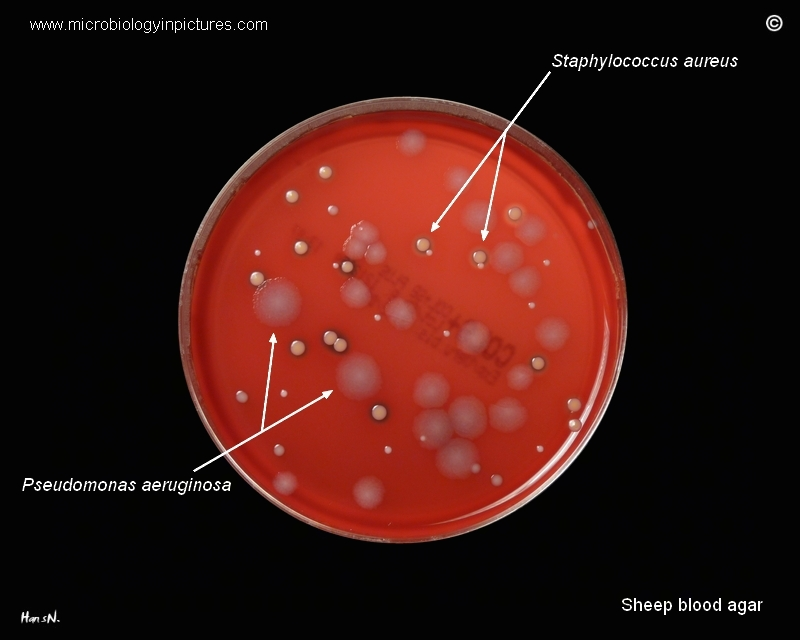 www.microbiologyinpictures.com
©
Staphylococcus aureus
Pseudomonas aeruginosa
Sheep blood agar
HansN.